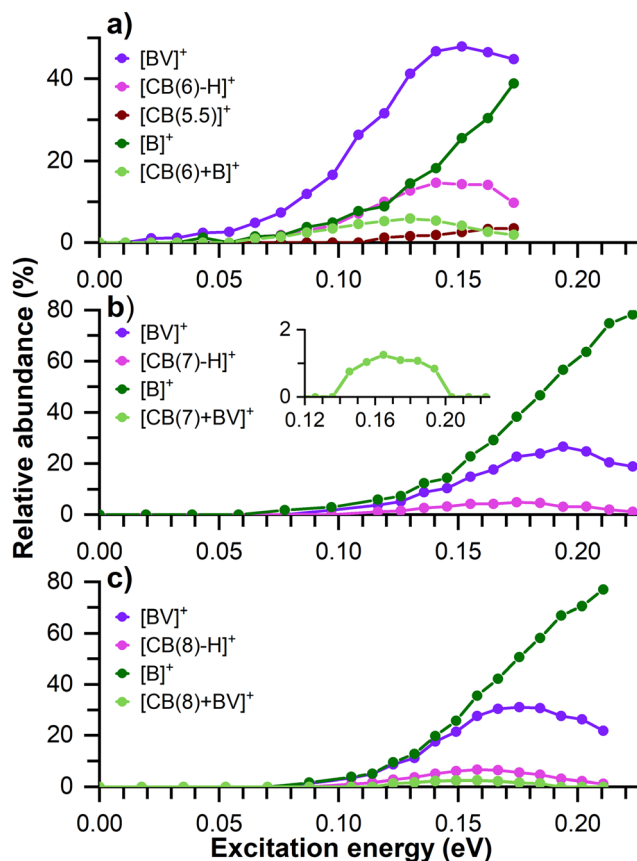 a)
[BV]⁺
[CB(6)-H]⁺
[CB(5.5)]⁺
[B]⁺
[CB(6)+B]⁺
40
20
0
0.00 0.05 0.10 0.15 0.20
Relative abundance (%)
b)
[BV]⁺
[CB(7)-H]⁺
[B]⁺
[CB(7)+BV]⁺
80
60
40
20
0
2
0
0.12 0.16 0.20
0.00 0.05 0.10 0.15 0.20
c)
[BV]⁺
[CB(8)-H]⁺
[B]⁺
[CB(8)+BV]⁺
80
60
40
20
0
0.00 0.05 0.10 0.15 0.20
Excitation energy (eV)